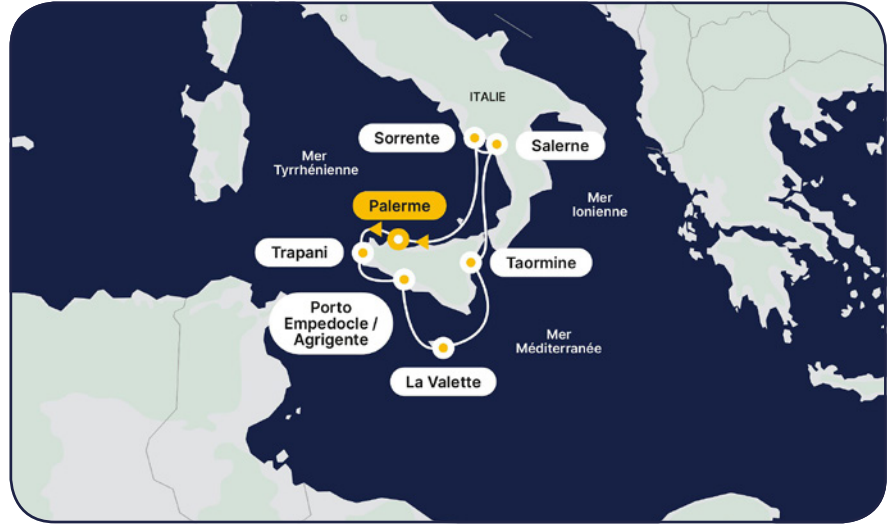 ITALIE
Sorrente
Salerne
Mer
Tyrrhénienne
Mer
Ionienne
Palerme
Trapani
Taormine
Porto
Empedocle /
Agrigente
Mer
Méditerranée
La Valette